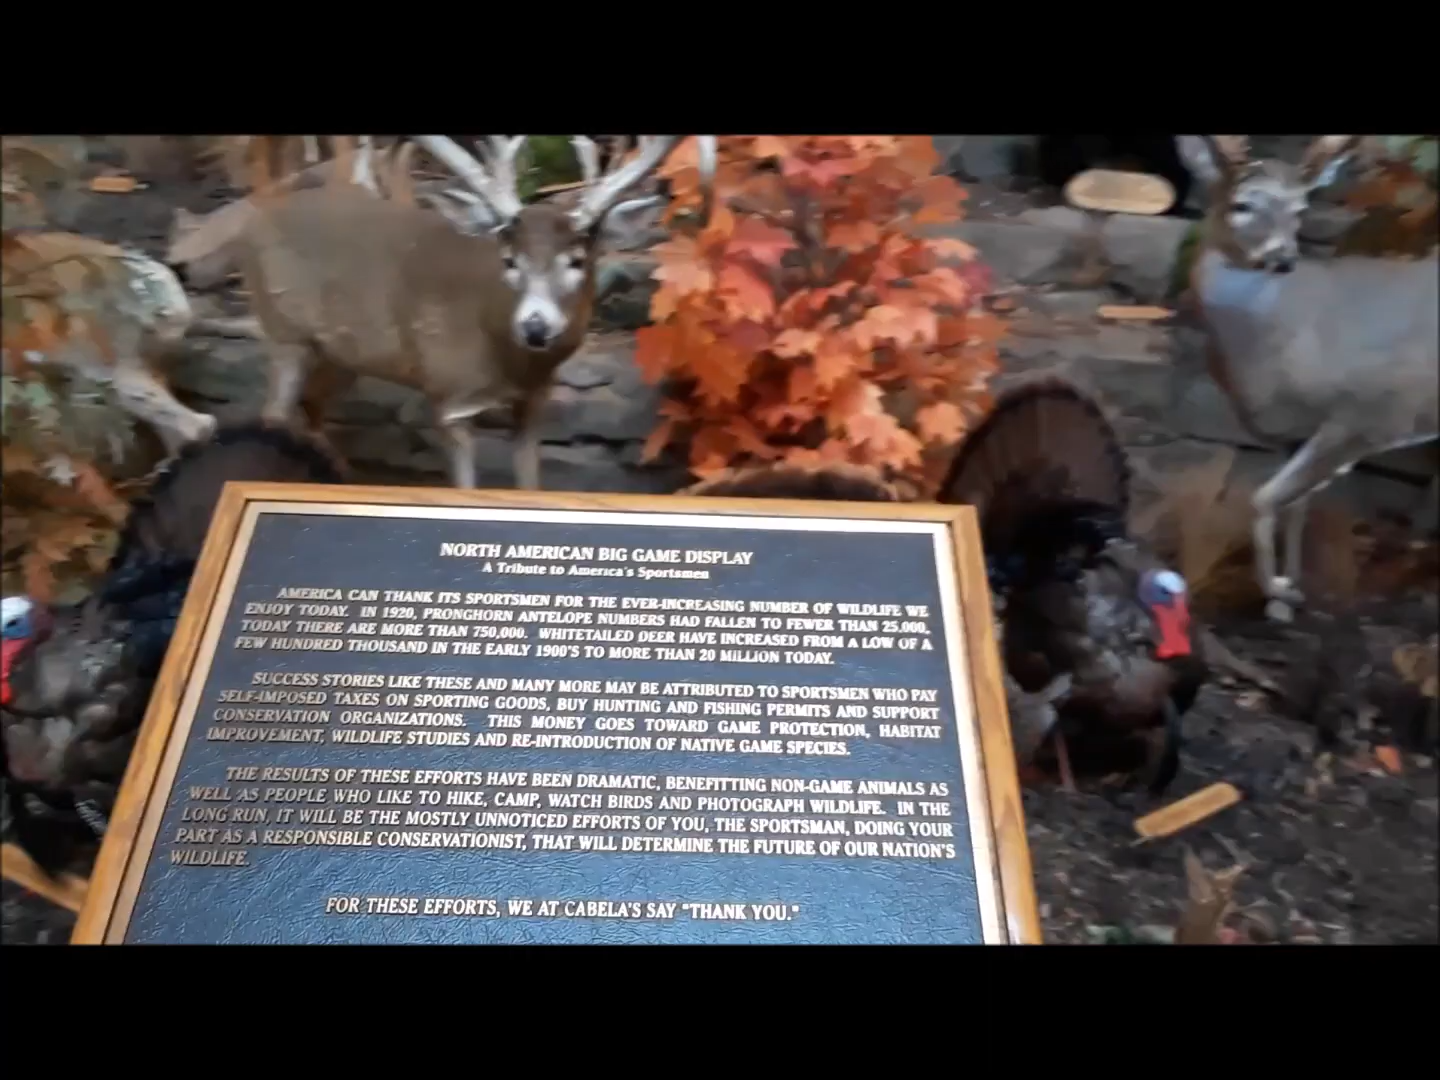 NORTH AMERICAN BIG GAME DISPLAY
A Tribute to America's Sportsmen
AMERICA CAN THANK ITS SPORTSMEN FOR THE EVER-INCREASING NUMBER OF WILDLIFE WE
ENJOY TODAY. IN 1920, PRONGHORN ANTELOPE NUMBERS HAD FALLEN TO FEWER THAN 25,000.
TODAY THERE ARE MORE THAN 750,000. WHITETAILED DEER HAVE INCREASED FROM A LOW OF A
FEW HUNDRED THOUSAND IN THE EARLY 1900'S TO MORE THAN 20 MILLION TODAY.
SUCCESS STORIES LIKE THESE AND MANY MORE MAY BE ATTRIBUTED TO SPORTSMEN WHO PAY
SELF-IMPOSED TAXES ON SPORTING GOODS, BUY HUNTING AND FISHING PERMITS AND SUPPORT
CONSERVATION ORGANIZATIONS. THIS MONEY GOES TOWARD GAME PROTECTION, HABITAT
IMPROVEMENT, WILDLIFE STUDIES AND RE-INTRODUCTION OF NATIVE GAME SPECIES.
THE RESULTS OF THESE EFFORTS HAVE BEEN DRAMATIC, BENEFITTING NON-GAME ANIMALS AS
WELL AS PEOPLE WHO LIKE TO HIKE, CAMP, WATCH BIRDS AND PHOTOGRAPH WILDLIFE. IN THE
LONG RUN, IT WILL BE THE MOSTLY UNNOTICED EFFORTS OF YOU, THE SPORTSMAN, DOING YOUR
PART AS A RESPONSIBLE CONSERVATIONIST, THAT WILL DETERMINE THE FUTURE OF OUR NATION'S
WILDLIFE.
FOR THESE EFFORTS, WE AT CABELA'S SAY "THANK YOU."